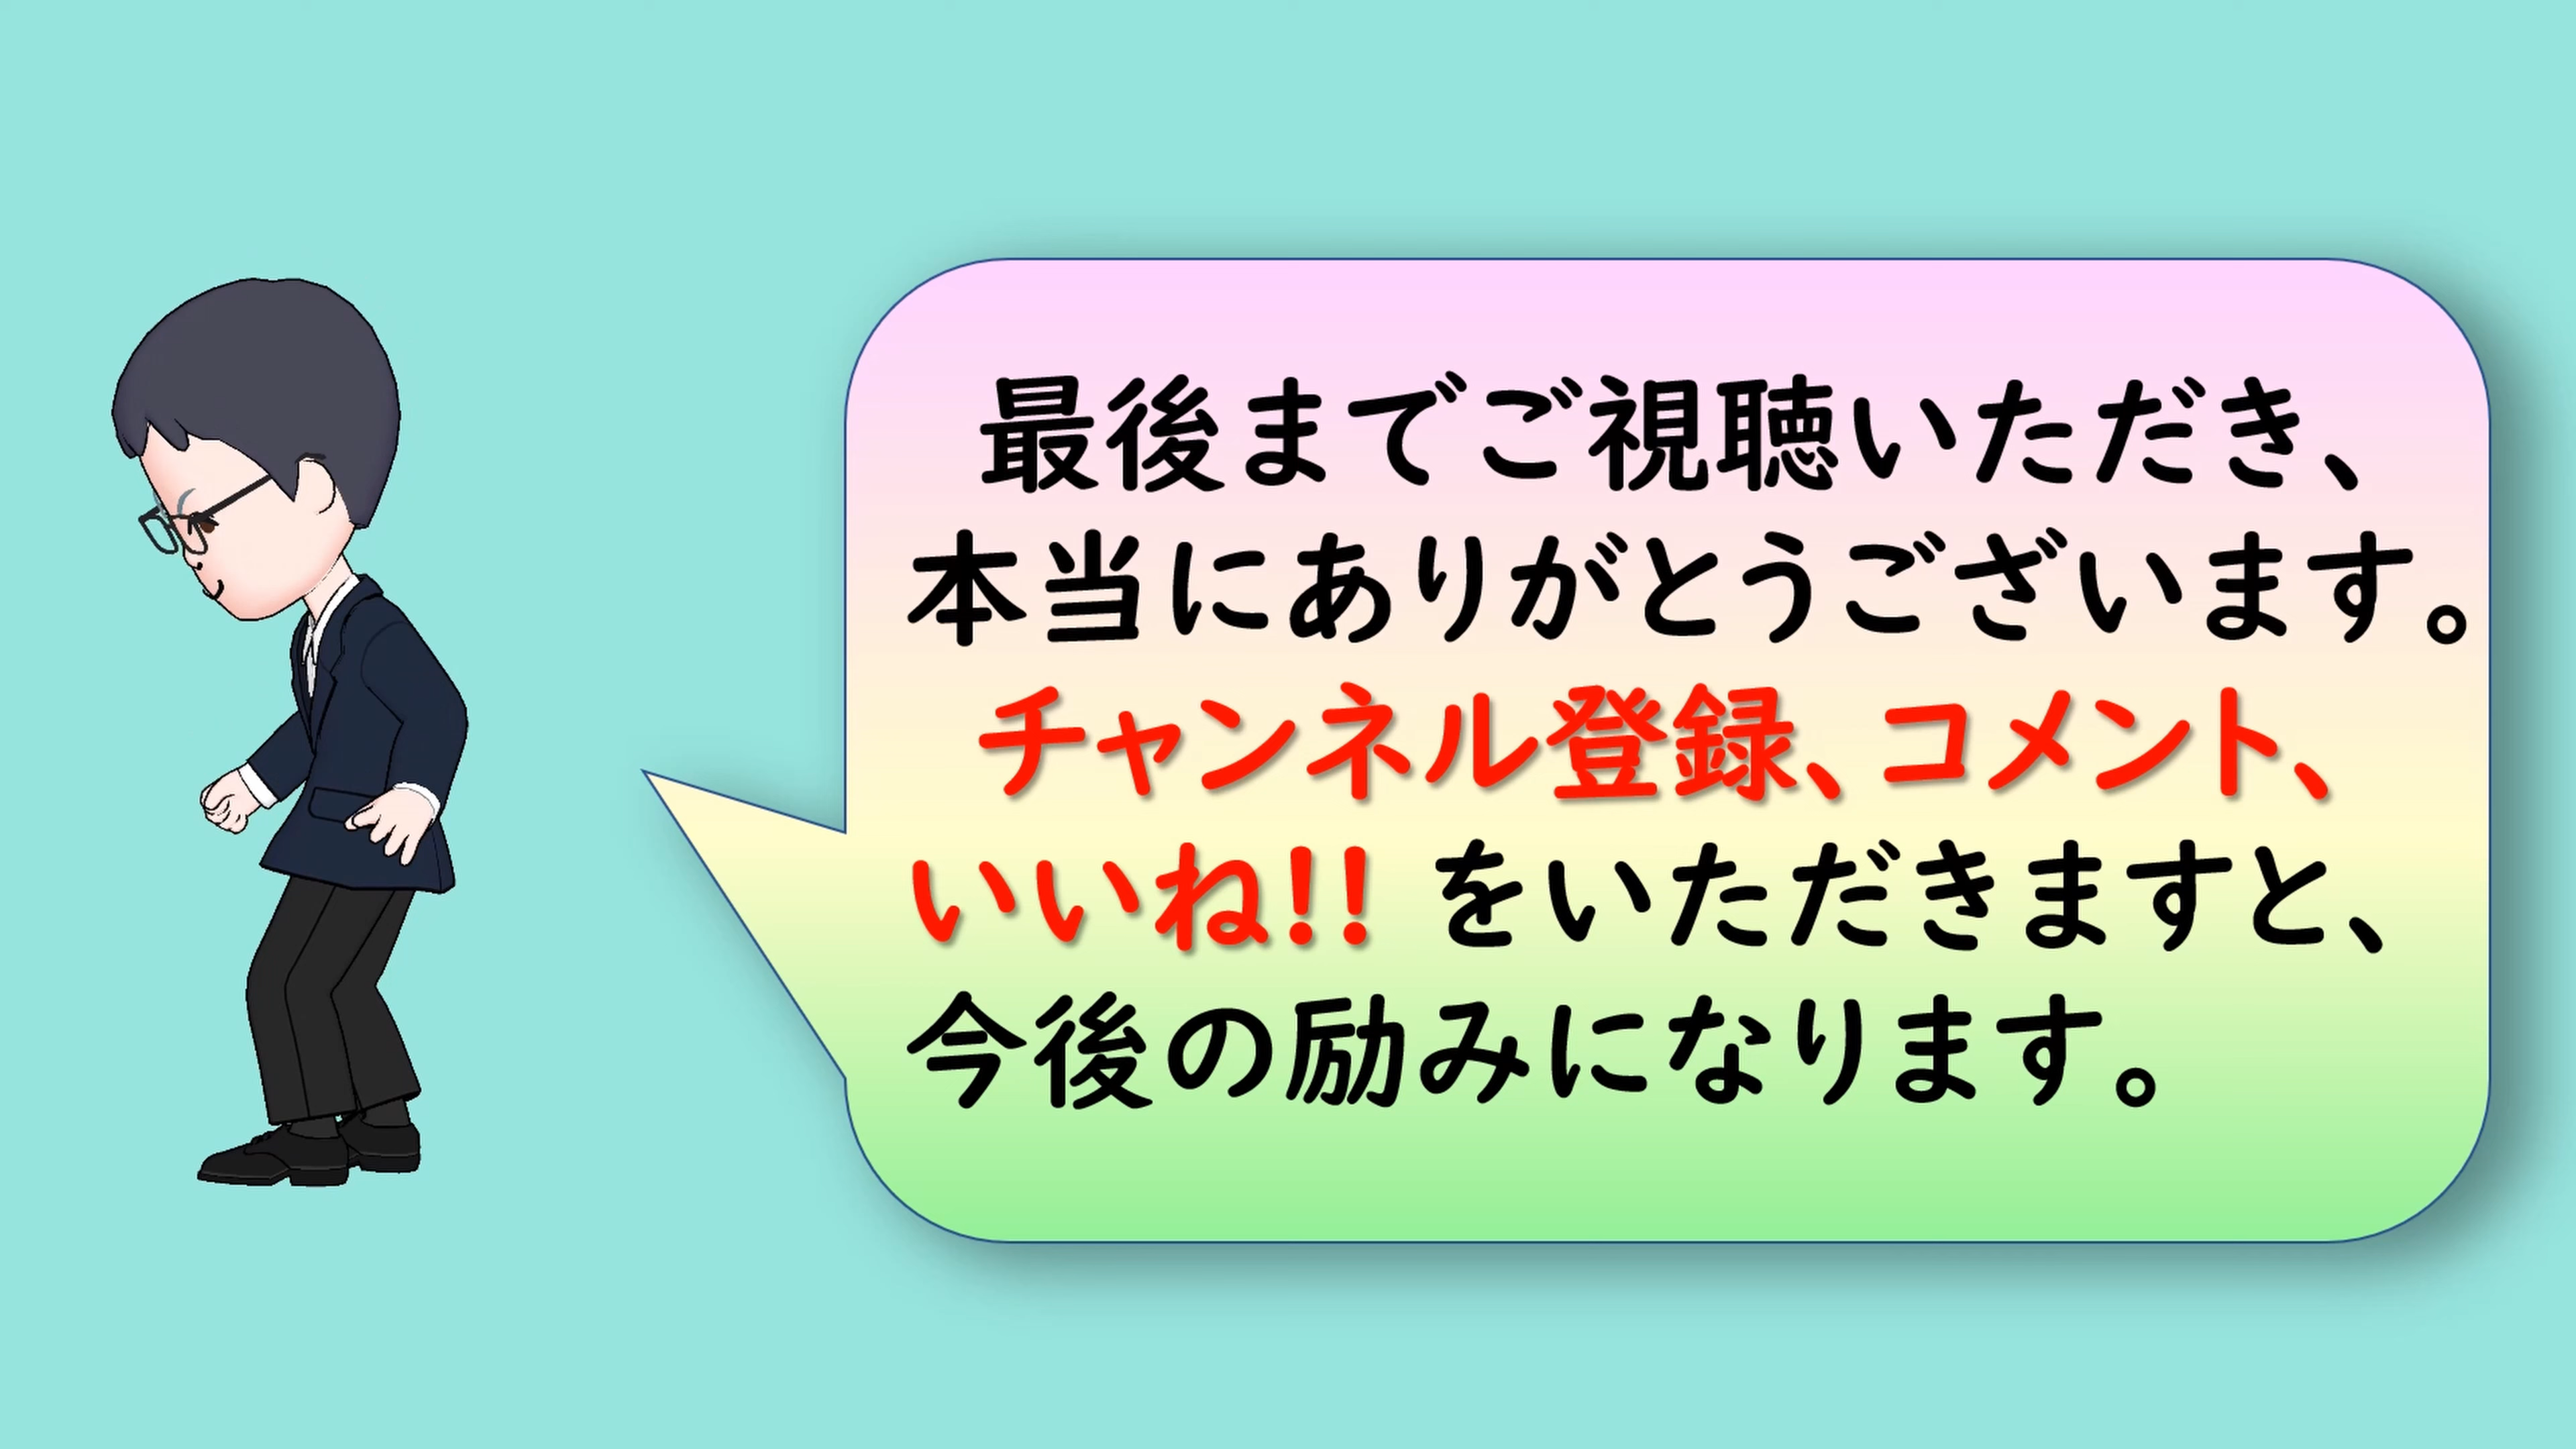 最後までご視聴いただき、
本当にありがとうございます。
チャンネル登録、コメント、
いいね!! をいただきますと、
今後の励みになります。